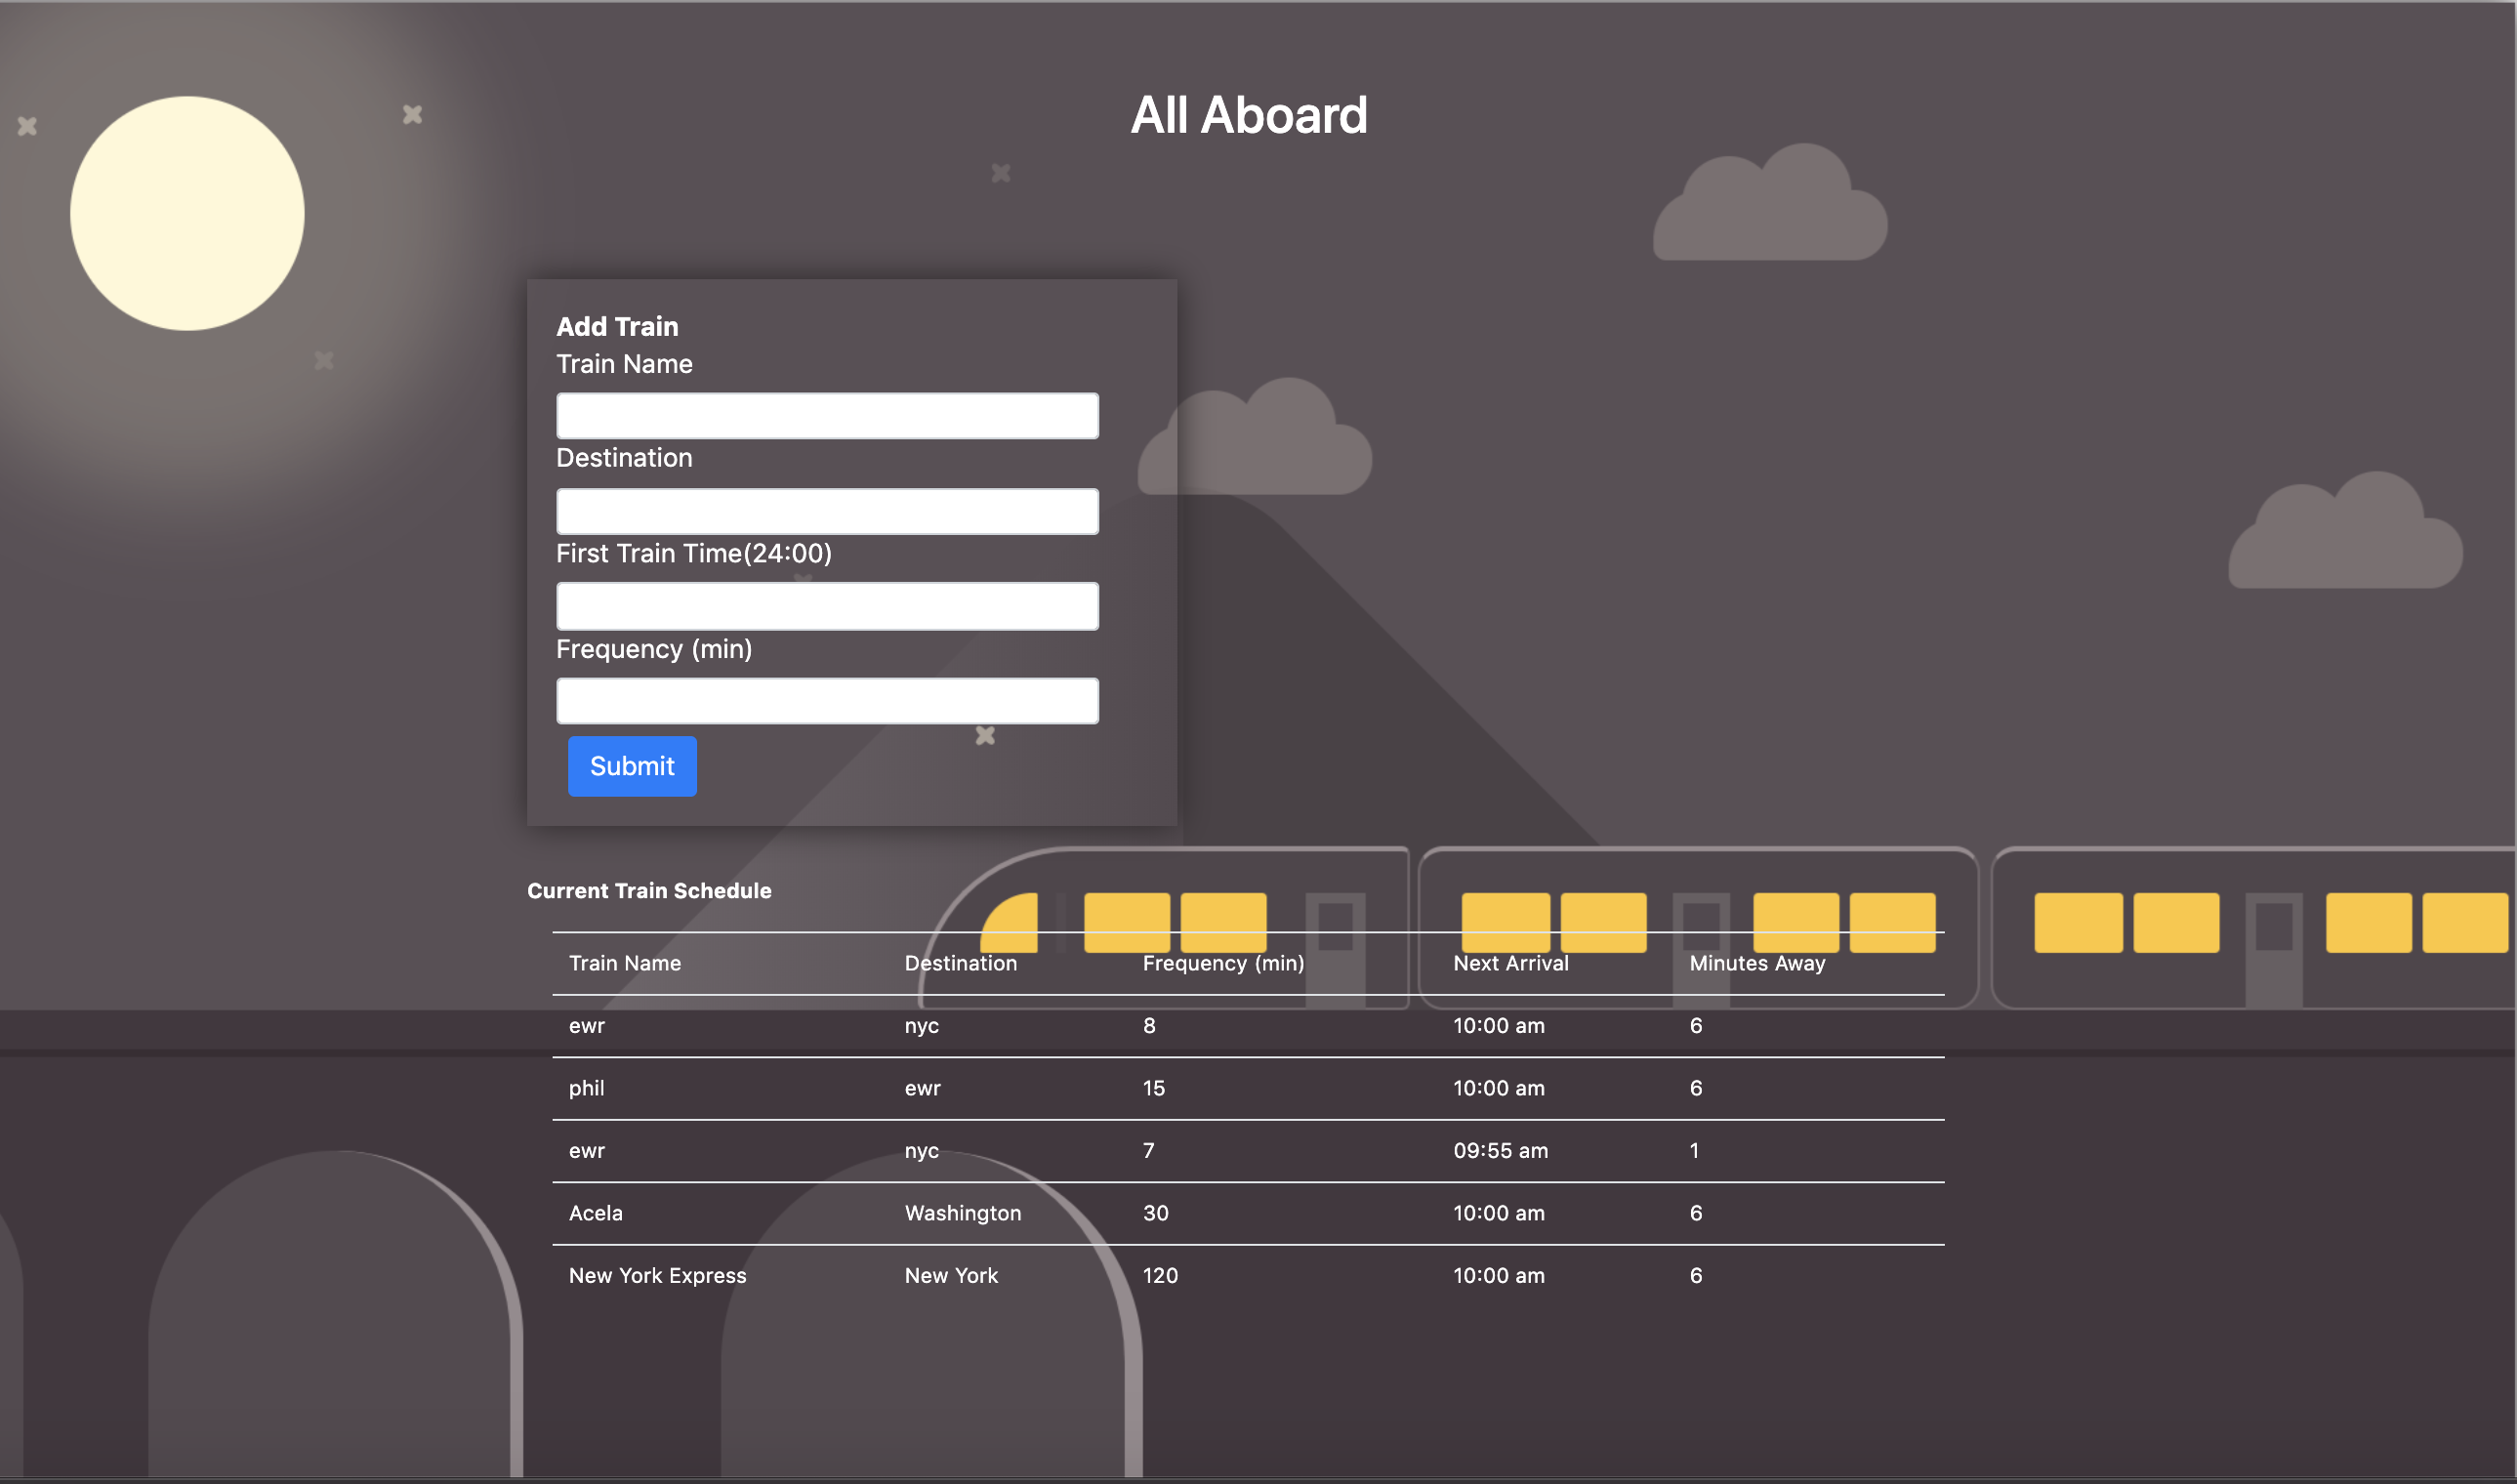 All Aboard
Add Train
Train Name
Destination
First Train Time(24:00)
Frequency (min)
Submit
Current Train Schedule
Train Name Destination Frequency (min) Next Arrival Minutes Away
ewr nyc 8 10:00 am 6
phil ewr 15 10:00 am 6
ewr nyc 7 09:55 am 1
Acela Washington 30 10:00 am 6
New York Express New York 120 10:00 am 6